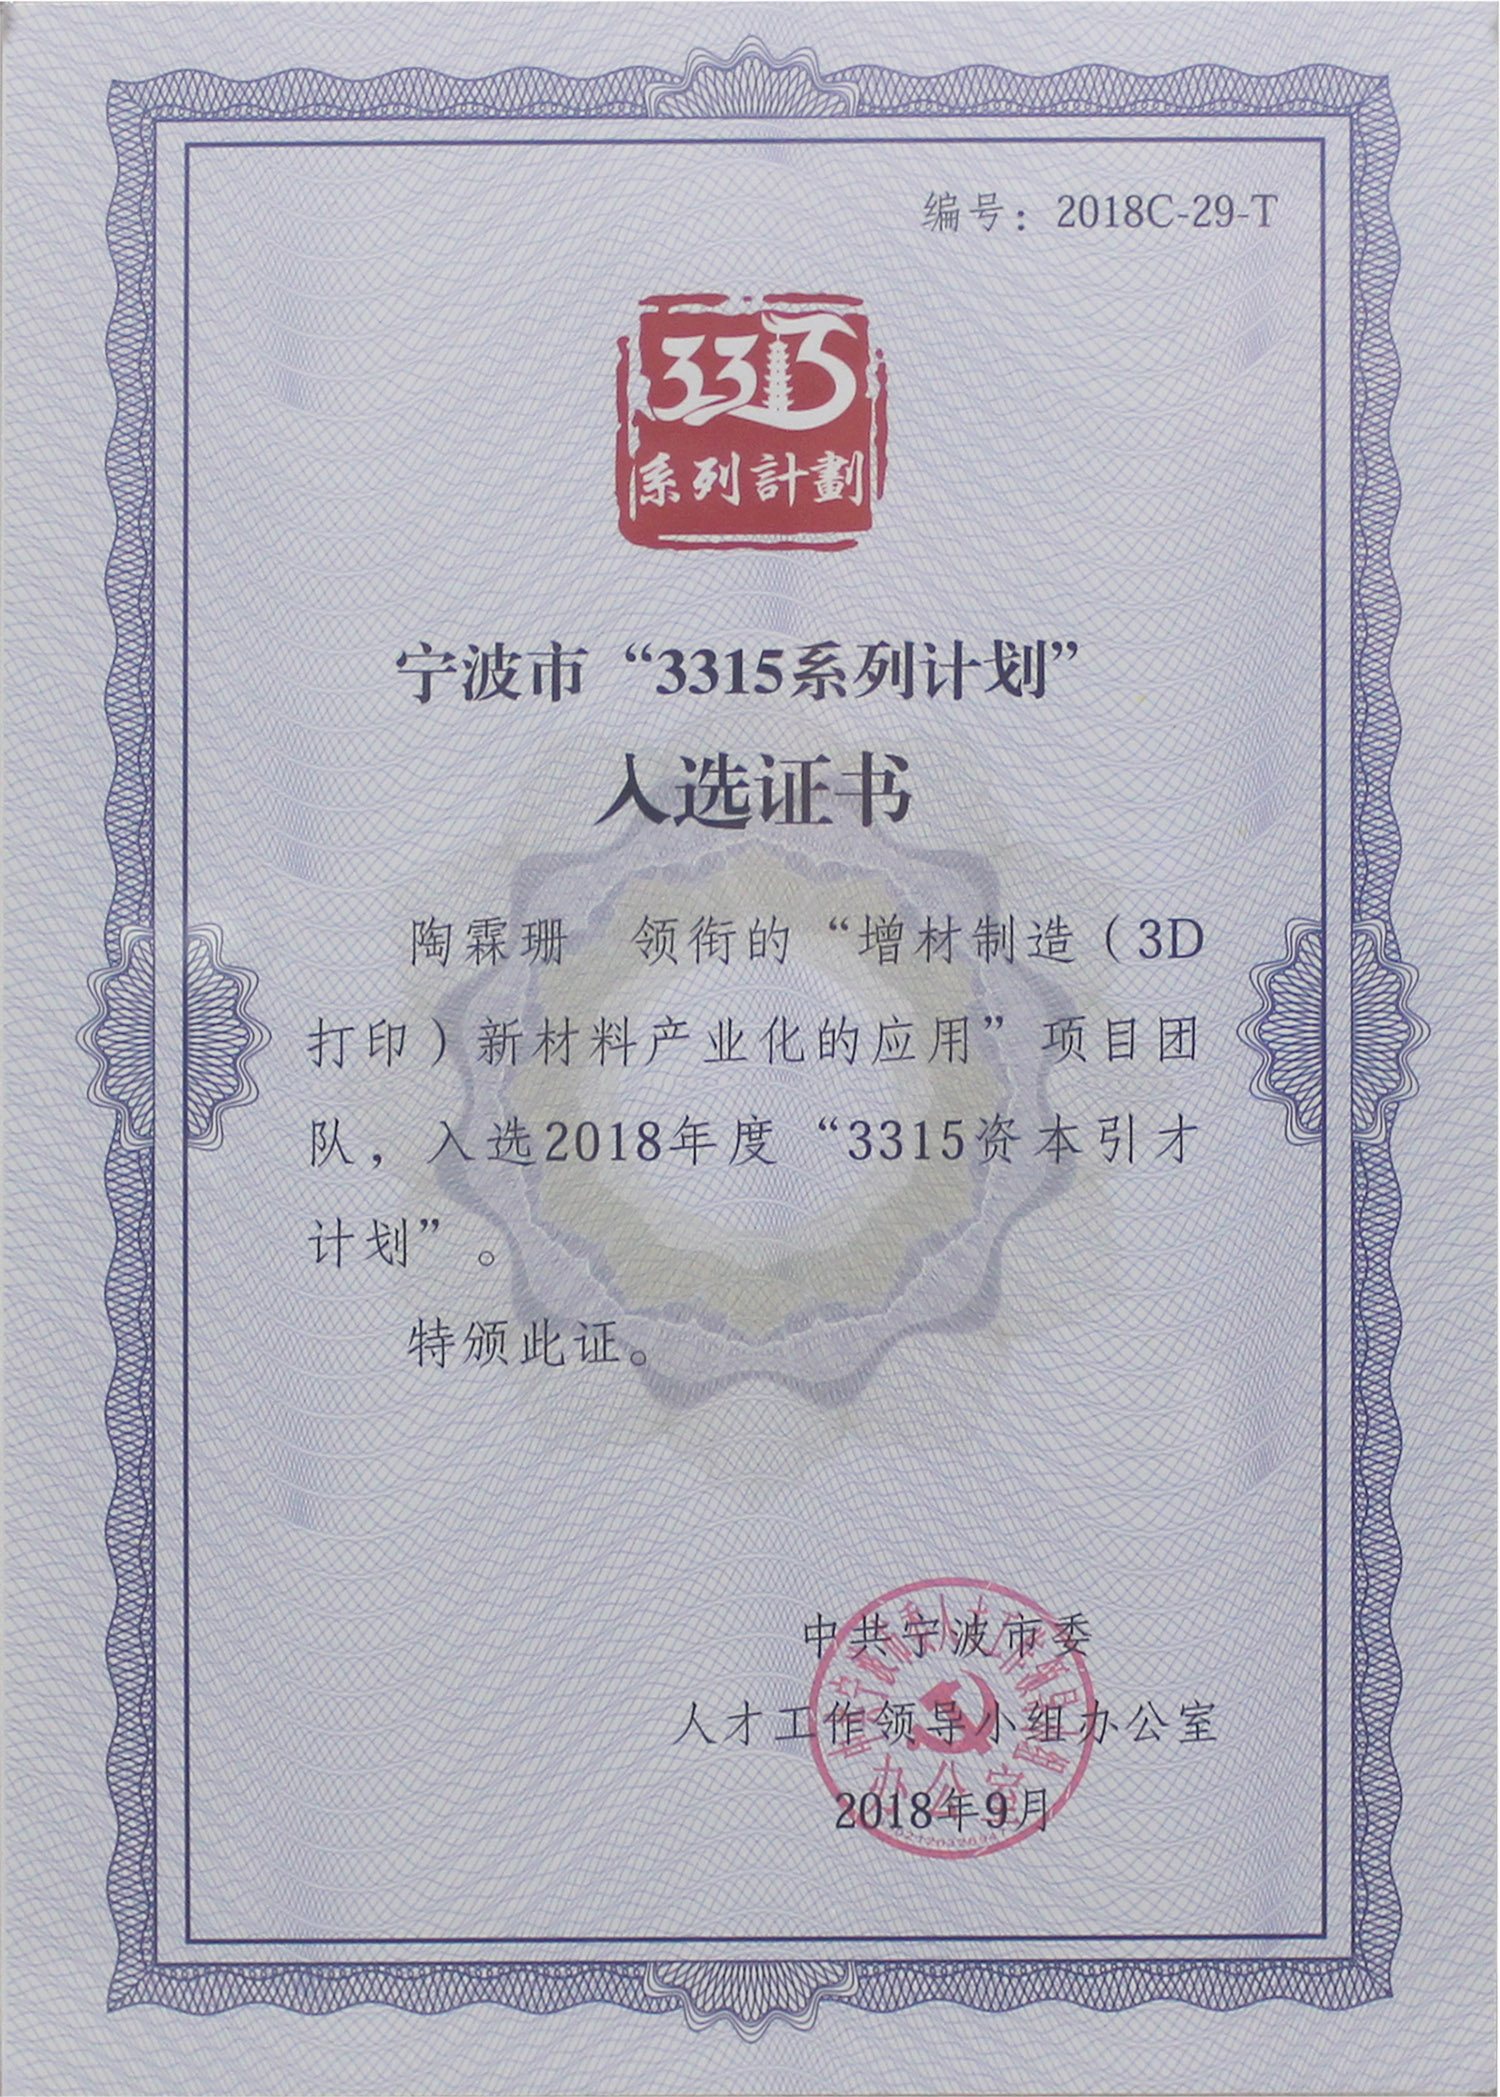 编号：2018C-29-T
3315
系列計劃
宁波市“3315系列计划”
入选证书
陶霖珊 领衔的“增材制造（3D
打印）新材料产业化的应用”项目团
队，入选2018年度“3315资本引才
计划”。
特颁此证。
中共宁波市委
人才工作领导小组办公室
2018年9月
办公室